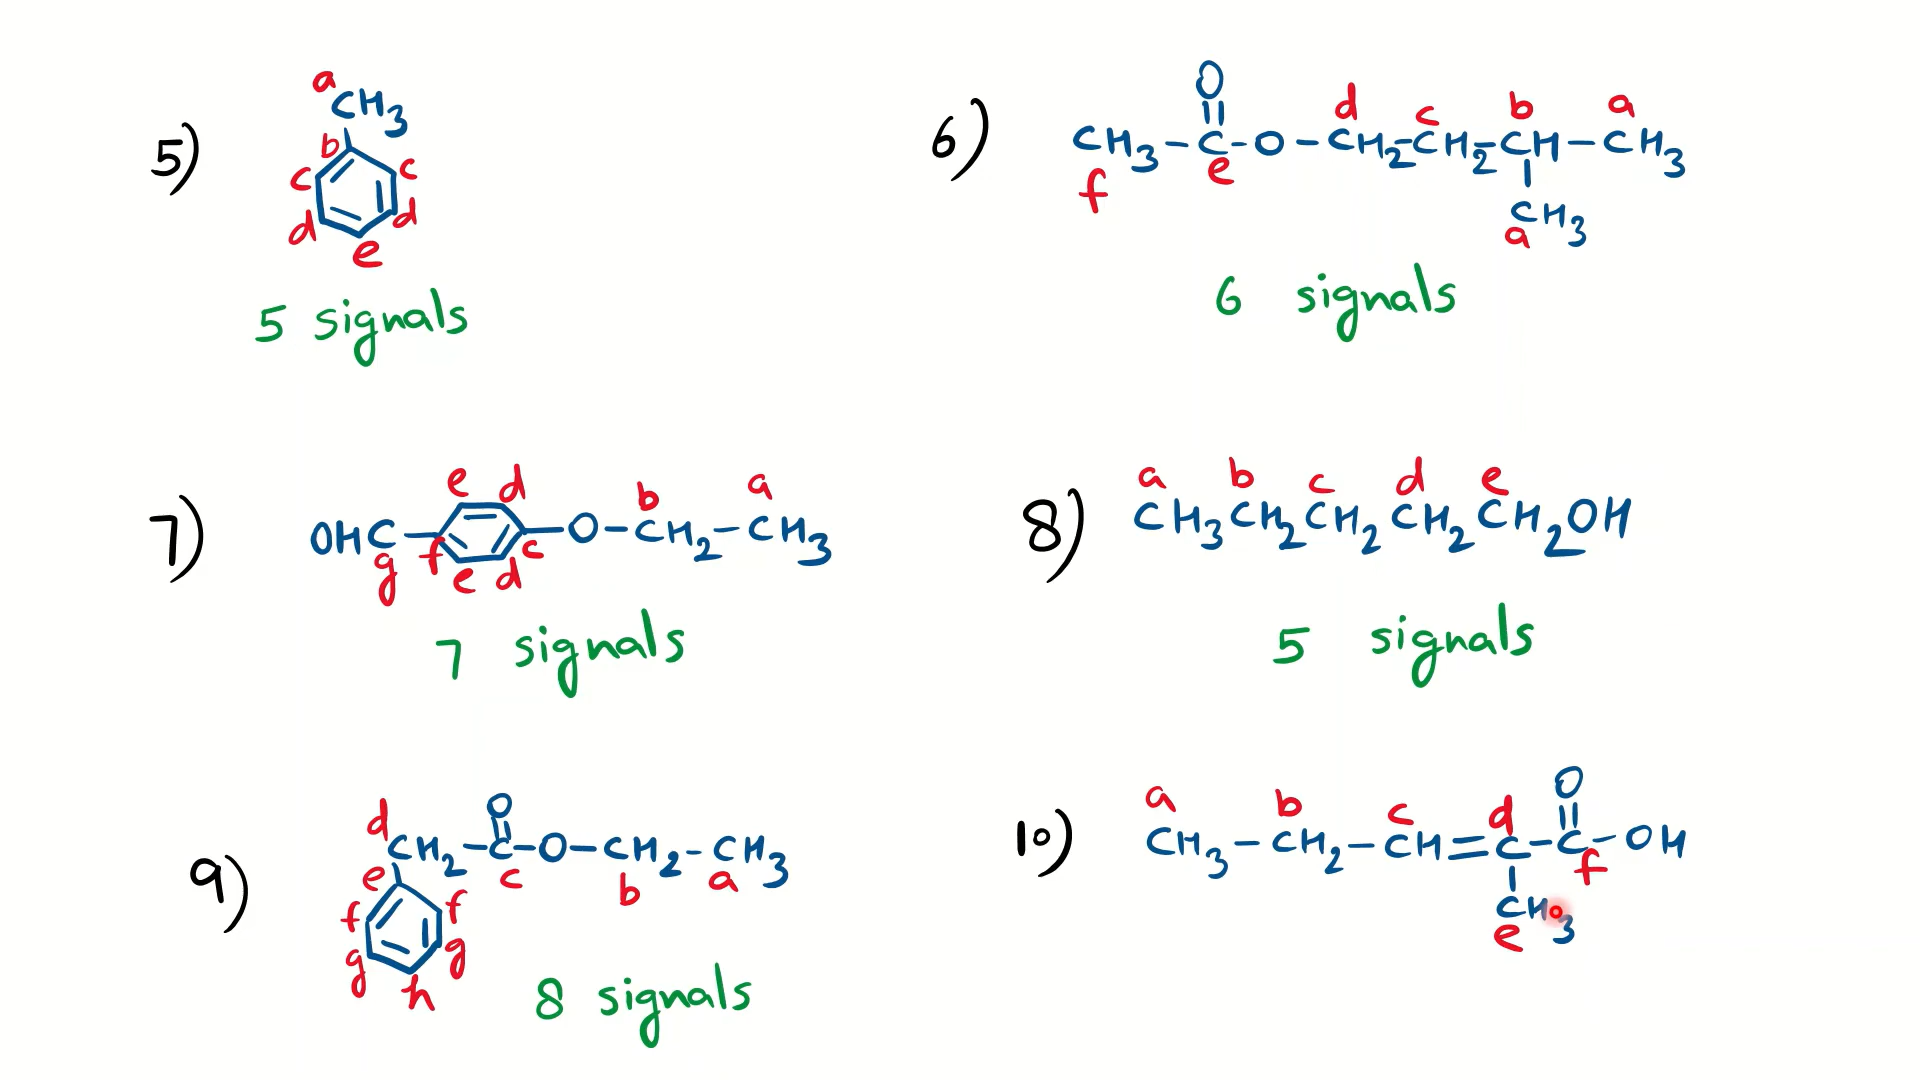 5)
a
CH3
b
c c
d d
e
5 signals
6)
O
d c b a
CH3-C-O-CH2-CH2-CH-CH3
f e
CH3
a
6 signals
7)
e d b a
OHC O-CH2-CH3
g f e d c
7 signals
8)
a b c d e
CH3CH2CH2CH2CH2OH
5 signals
9)
O
d
CH2-C-O-CH2-CH3
e c b a
f f
g g
h
8 signals
10)
O
a b c d
CH3-CH2-CH=C-C-OH
f
CH3
e